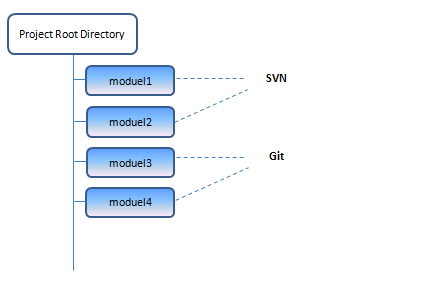 Project Root Directory
moduel1
SVN
moduel2
moduel3
Git
moduel4